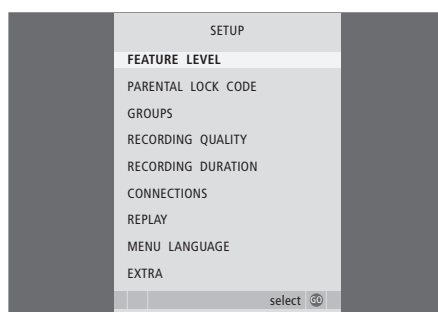 SETUP
FEATURE LEVEL
PARENTAL LOCK CODE
GROUPS
RECORDING QUALITY
RECORDING DURATION
CONNECTIONS
REPLAY
MENU LANGUAGE
EXTRA
select GO